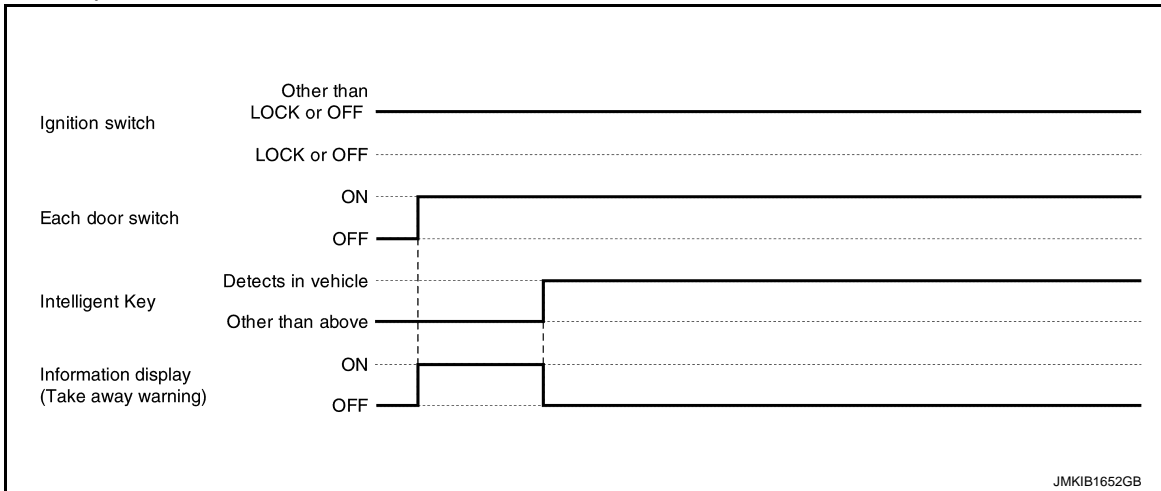 Other than
LOCK or OFF
Ignition switch
LOCK or OFF
ON
Each door switch
OFF
Detects in vehicle
Intelligent Key
Other than above
ON
Information display
(Take away warning)
OFF
JMKIB1652GB